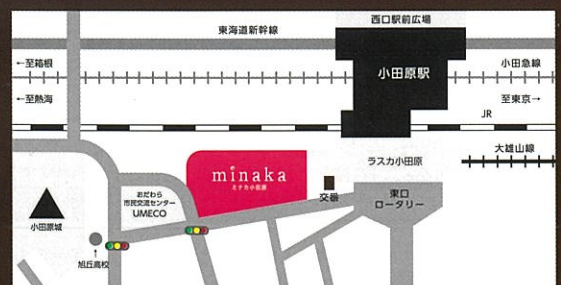 西口駅前広場
東海道新幹線
←至箱根
小田急線
小田原駅
←至熱海
至東京→
JR
大雄山線
ラスカ小田原
minaka
ミナカ小田原
交番
東口
ロータリー
おだわら
市民交流センター
UMECO
小田原城
↑
旭丘高校